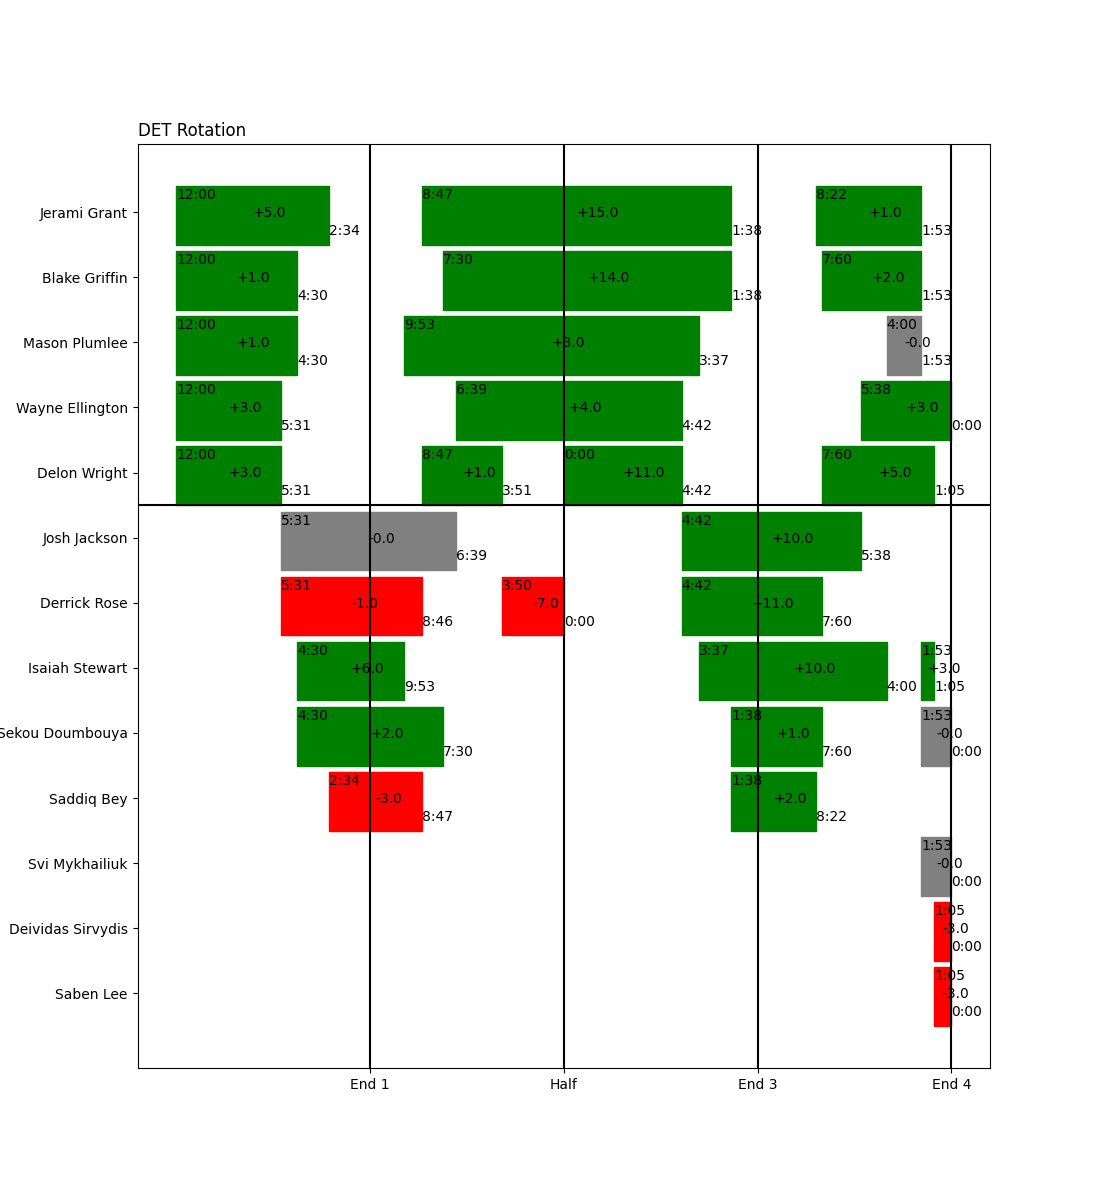 DET Rotation
Jerami Grant 12:00 +5.0 2:34 8:47 +15.0 1:38 8:22 +1.0 1:53
Blake Griffin 12:00 +1.0 4:30 7:30 +14.0 1:38 7:60 +2.0 1:53
Mason Plumlee 12:00 +1.0 4:30 9:53 +3.0 3:37 4:00 -0.0 1:53
Wayne Ellington 12:00 +3.0 5:31 6:39 +4.0 4:42 5:38 +3.0 0:00
Delon Wright 12:00 +3.0 5:31 8:47 +1.0 3:51 0:00 +11.0 4:42 7:60 +5.0 1:05
Josh Jackson 5:31 -0.0 6:39 4:42 +10.0 5:38
Derrick Rose 5:31 -1.0 8:46 3:50 -7.0 0:00 4:42 +11.0 7:60
Isaiah Stewart 4:30 +6.0 9:53 3:37 +10.0 4:00 1:53 +3.0 1:05
Sekou Doumbouya 4:30 +2.0 7:30 1:38 +1.0 7:60 1:53 -0.0 0:00
Saddiq Bey 2:34 -3.0 8:47 1:38 +2.0 8:22
Svi Mykhailiuk 1:53 -0.0 0:00
Deividas Sirvydis 1:05 -3.0 0:00
Saben Lee 1:05 -3.0 0:00
End 1 Half End 3 End 4